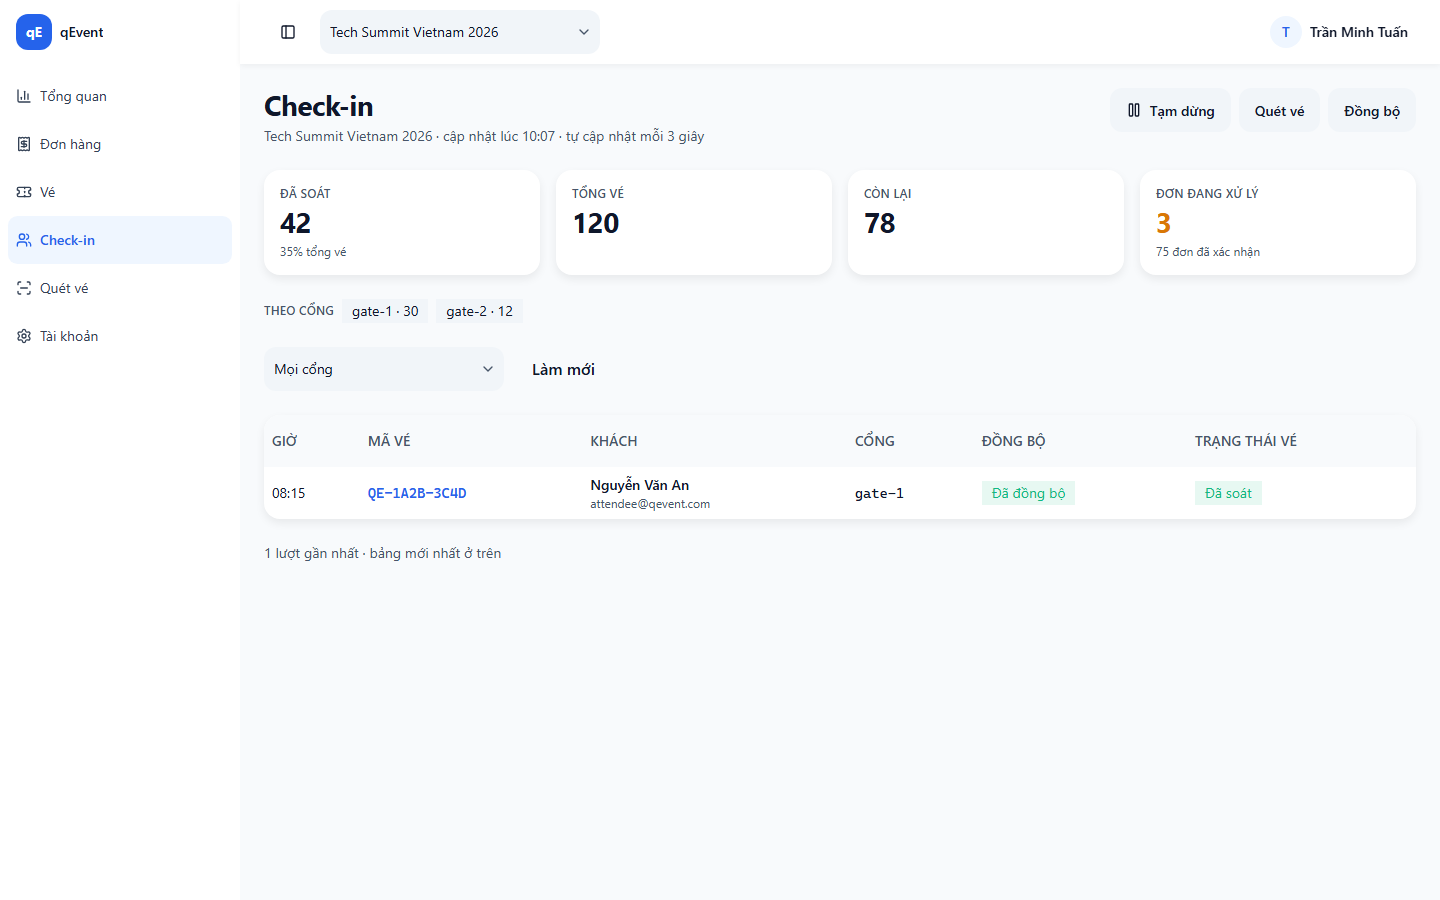 qE qEvent
Tech Summit Vietnam 2026
T Trần Minh Tuấn
Tổng quan
Đơn hàng
Vé
Check-in
Quét vé
Tài khoản
Check-in
Tech Summit Vietnam 2026 · cập nhật lúc 10:07 · tự cập nhật mỗi 3 giây
Tạm dừng Quét vé Đồng bộ
ĐÃ SOÁT
42
35% tổng vé
TỔNG VÉ
120
CÒN LẠI
78
ĐƠN ĐANG XỬ LÝ
3
75 đơn đã xác nhận
THEO CỔNG gate-1 · 30 gate-2 · 12
Mọi cổng Làm mới
GIỜ MÃ VÉ KHÁCH CỔNG ĐỒNG BỘ TRẠNG THÁI VÉ
08:15 QE-1A2B-3C4D Nguyễn Văn An gate-1 Đã đồng bộ Đã soát
attendee@qevent.com
1 lượt gần nhất · bảng mới nhất ở trên